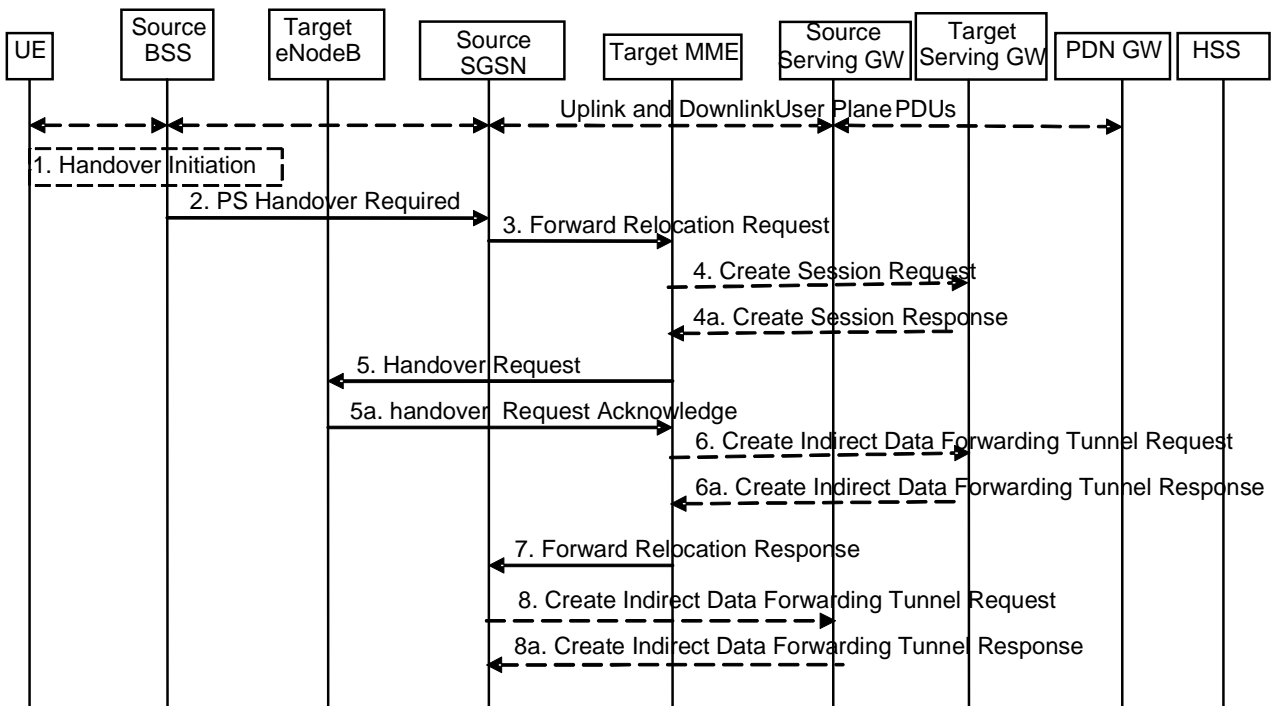 UE
Source
BSS
Target
eNodeB
Source
SGSN
Target MME
Source
Serving GW
Target
Serving GW
PDN GW
HSS
Uplink and DownlinkUser Plane PDUs
1. Handover Initiation
2. PS Handover Required
3. Forward Relocation Request
4. Create Session Request
4a. Create Session Response
5. Handover Request
5a. handover Request Acknowledge
6. Create Indirect Data Forwarding Tunnel Request
6a. Create Indirect Data Forwarding Tunnel Response
7. Forward Relocation Response
8. Create Indirect Data Forwarding Tunnel Request
8a. Create Indirect Data Forwarding Tunnel Response